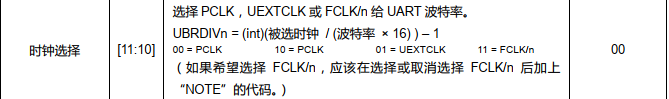 选择 PCLK，UEXTCLK 或 FCLK/n 给 UART 波特率。
UBRDIVn = (int)(被选时钟 / (波特率 × 16) ) – 1
时钟选择 [11:10] 00 = PCLK 10 = PCLK 01 = UEXTCLK 11 = FCLK/n 00
（如果希望选择 FCLK/n，应该在选择或取消选择 FCLK/n 后加上
“NOTE”的代码。)